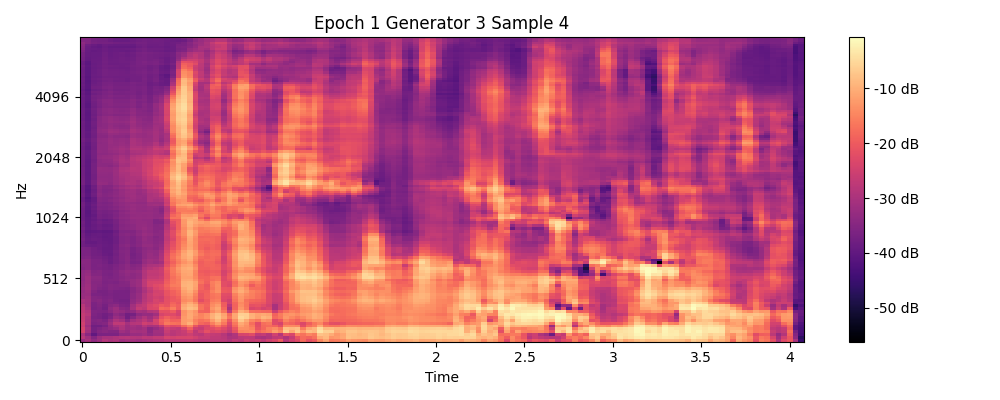 Epoch 1 Generator 3 Sample 4
Hz
4096
2048
1024
512
0
0 0.5 1 1.5 2 2.5 3 3.5 4
Time
-10 dB
-20 dB
-30 dB
-40 dB
-50 dB